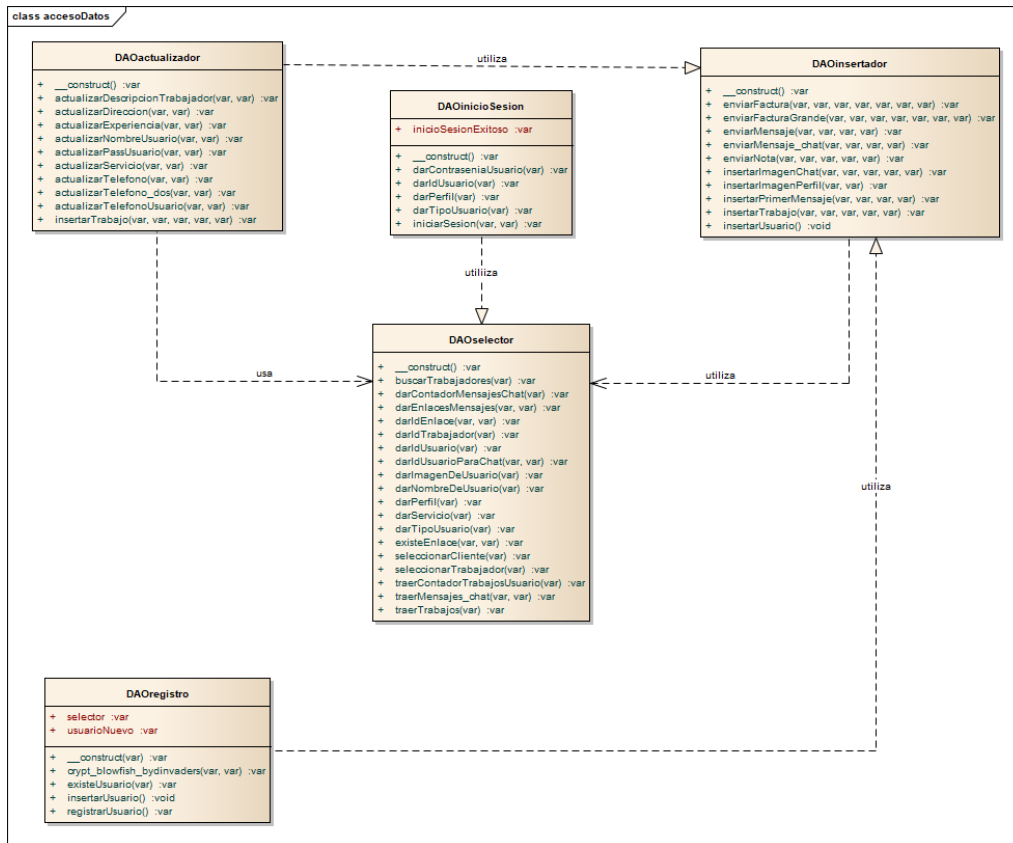 class accesoDatos
DAOactualizador
+ __construct() :var
+ actualizarDescripcionTrabajador(var, var) :var
+ actualizarDireccion(var, var) :var
+ actualizarExperiencia(var, var) :var
+ actualizarNombreUsuario(var, var) :var
+ actualizarPassUsuario(var, var) :var
+ actualizarServicio(var, var) :var
+ actualizarTelefono(var, var) :var
+ actualizarTelefono_dos(var, var) :var
+ actualizarTelefonoUsuario(var, var) :var
+ insertarTrabajo(var, var, var, var, var) :var
utiliza
DAOinicioSesion
+ inicioSesionExitoso :var
+ __construct() :var
+ darContraseniaUsuario(var) :var
+ darIdUsuario(var) :var
+ darPerfil(var) :var
+ darTipoUsuario(var) :var
+ iniciarSesion(var, var) :var
DAOinsertador
+ __construct() :var
+ enviarFactura(var, var, var, var, var, var, var) :var
+ enviarFacturaGrande(var, var, var, var, var, var, var) :var
+ enviarMensaje(var, var, var, var) :var
+ enviarMensaje_chat(var, var, var, var) :var
+ enviarNota(var, var, var, var, var) :var
+ insertarImagenChat(var, var, var, var, var) :var
+ insertarImagenPerfil(var, var) :var
+ insertarPrimerMensaje(var, var, var, var) :var
+ insertarTrabajo(var, var, var, var, var) :var
+ insertarUsuario() :void
utiliiza
usa
utiliza
DAOselector
+ __construct() :var
+ buscarTrabajadores(var) :var
+ darContadorMensajesChat(var) :var
+ darEnlacesMensajes(var, var) :var
+ darIdEnlace(var, var) :var
+ darIdTrabajador(var) :var
+ darIdUsuario(var) :var
+ darIdUsuarioParaChat(var, var) :var
+ darImagenDeUsuario(var) :var
+ darNombreDeUsuario(var) :var
+ darPerfil(var) :var
+ darServicio(var) :var
+ darTipoUsuario(var) :var
+ existeEnlace(var, var) :var
+ seleccionarCliente(var) :var
+ seleccionarTrabajador(var) :var
+ traerContadorTrabajosUsuario(var) :var
+ traerMensajes_chat(var, var) :var
+ traerTrabajos(var) :var
utiliza
DAOregistro
+ selector :var
+ usuarioNuevo :var
+ __construct(var) :var
+ crypt_blowfish_bydinvaders(var, var) :var
+ existeUsuario(var) :var
+ insertarUsuario() :void
+ registrarUsuario() :var